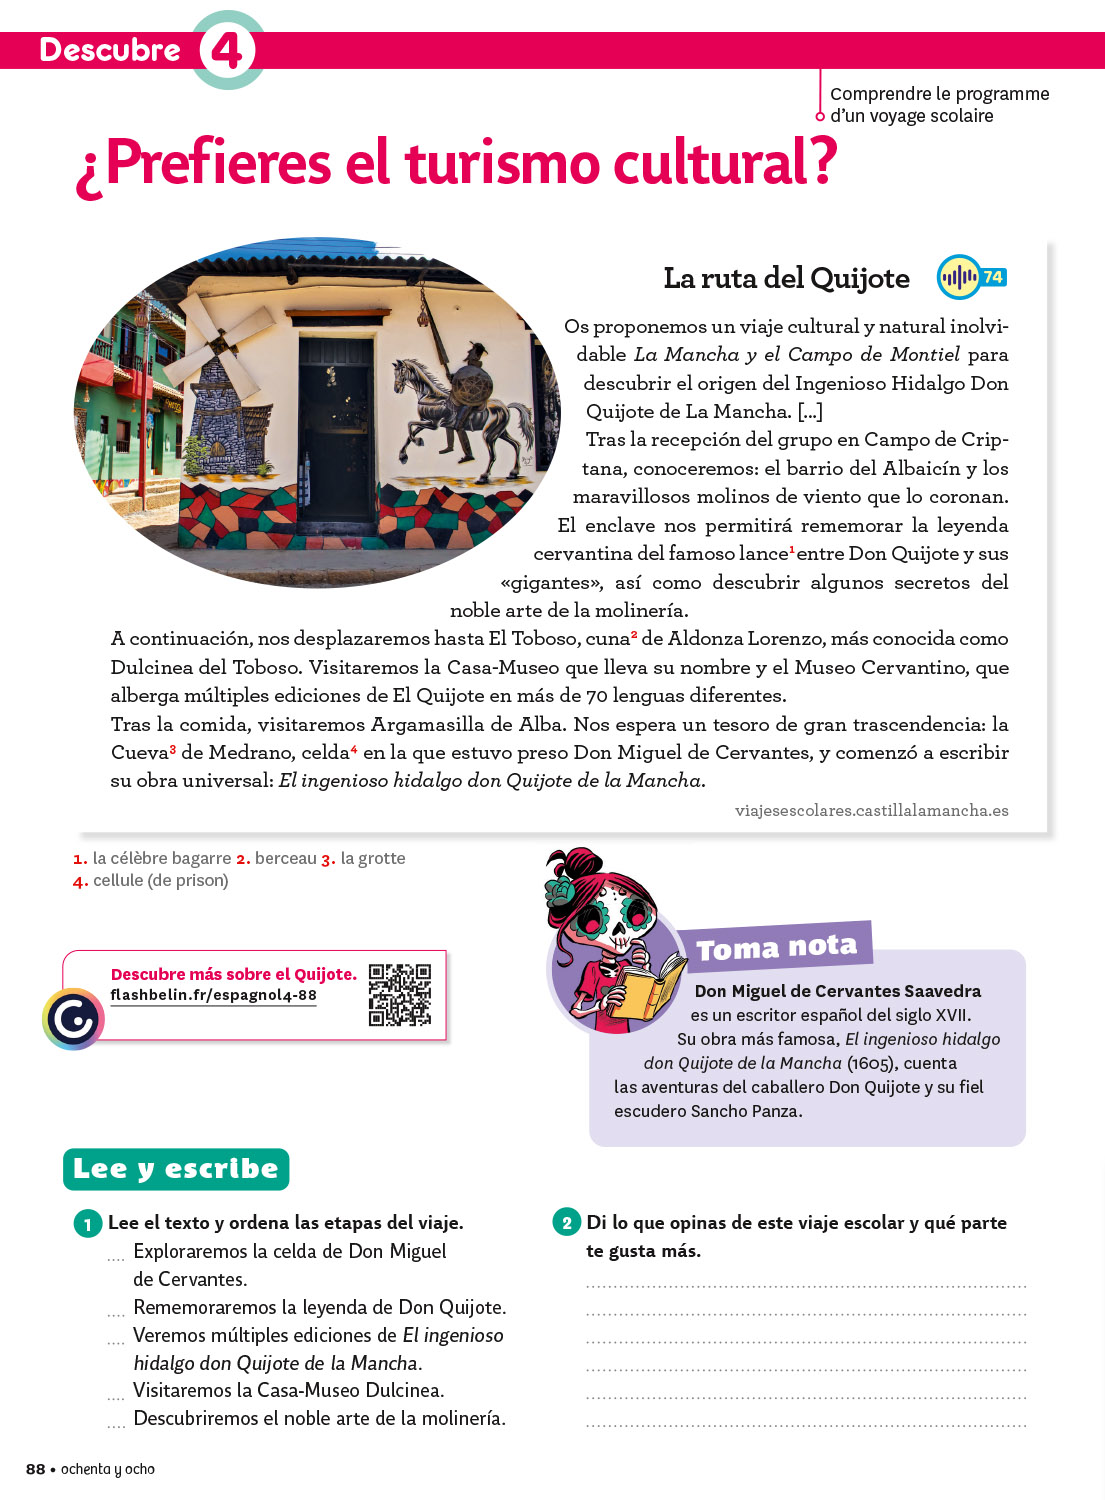 Descubre 4
Comprendre le programme
d'un voyage scolaire
¿Prefieres el turismo cultural?
La ruta del Quijote
74
Os proponemos un viaje cultural y natural inolvi-
dable La Mancha y el Campo de Montiel para
descubrir el origen del Ingenioso Hidalgo Don
Quijote de La Mancha. [...]
Tras la recepción del grupo en Campo de Crip-
tana, conoceremos: el barrio del Albaicín y los
maravillosos molinos de viento que lo coronan.
El enclave nos permitirá rememorar la leyenda
cervantina del famoso lance1 entre Don Quijote y sus
«gigantes», así como descubrir algunos secretos del
noble arte de la molinería.
A continuación, nos desplazaremos hasta El Toboso, cuna2 de Aldonza Lorenzo, más conocida como
Dulcinea del Toboso. Visitaremos la Casa-Museo que lleva su nombre y el Museo Cervantino, que
alberga múltiples ediciones de El Quijote en más de 70 lenguas diferentes.
Tras la comida, visitaremos Argamasilla de Alba. Nos espera un tesoro de gran trascendencia: la
Cueva3 de Medrano, celda4 en la que estuvo preso Don Miguel de Cervantes, y comenzó a escribir
su obra universal: El ingenioso hidalgo don Quijote de la Mancha.
viajesescolares.castillalamancha.es
1. la célèbre bagarre 2. berceau 3. la grotte
4. cellule (de prison)
Descubre más sobre el Quijote.
flashbelin.fr/espagnol4-88
Toma nota
Don Miguel de Cervantes Saavedra
es un escritor español del siglo XVII.
Su obra más famosa, El ingenioso hidalgo
don Quijote de la Mancha (1605), cuenta
las aventuras del caballero Don Quijote y su fiel
escudero Sancho Panza.
Lee y escribe
1 Lee el texto y ordena las etapas del viaje.
.... Exploraremos la celda de Don Miguel
de Cervantes.
.... Rememoraremos la leyenda de Don Quijote.
.... Veremos múltiples ediciones de El ingenioso
hidalgo don Quijote de la Mancha.
.... Visitaremos la Casa-Museo Dulcinea.
.... Descubriremos el noble arte de la molinería.
2 Di lo que opinas de este viaje escolar y qué parte
te gusta más.
88 • ochenta y ocho